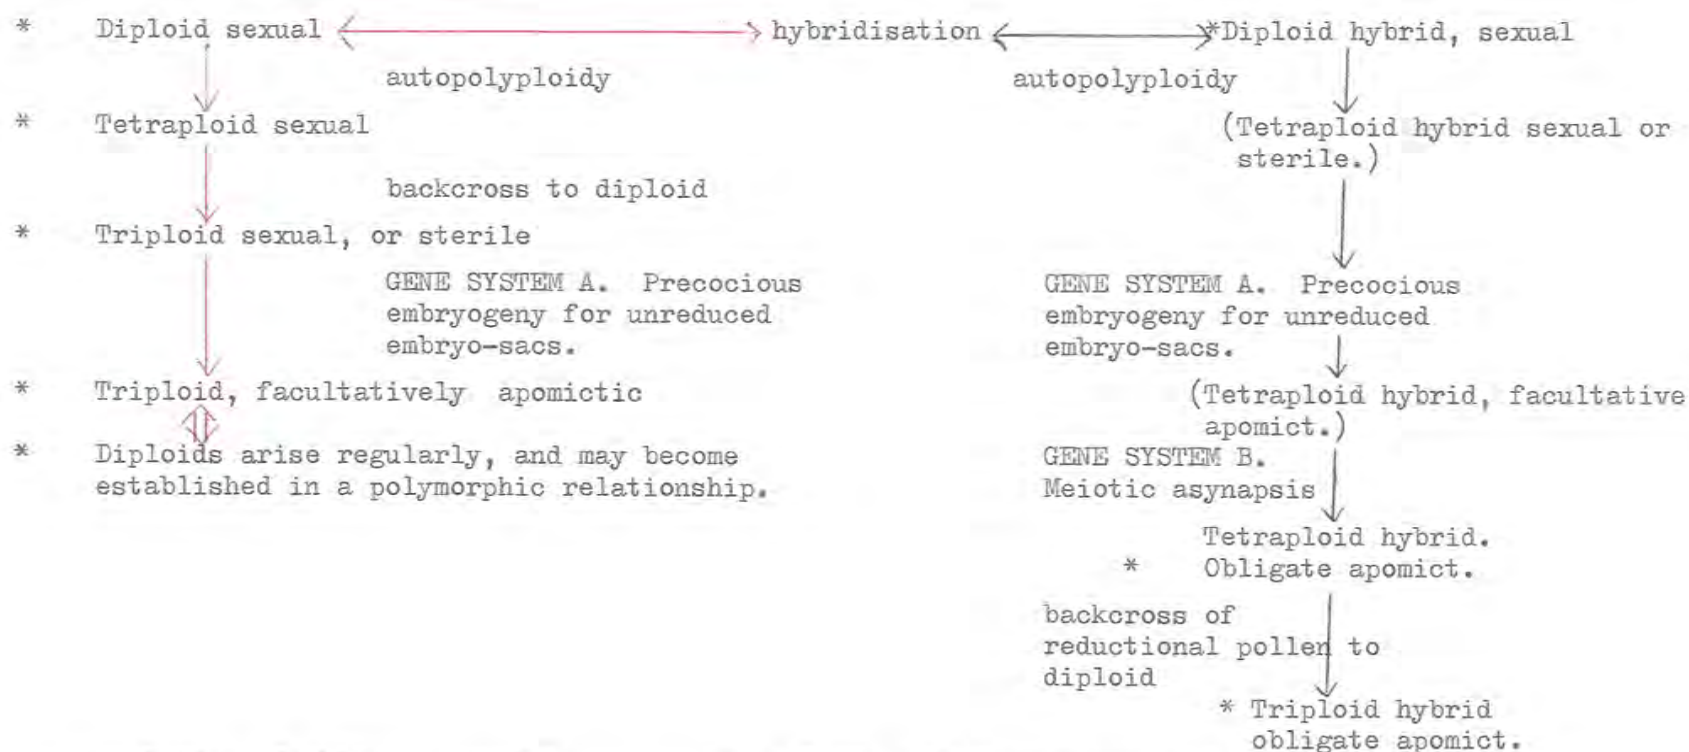 * Diploid sexual hybridisation *Diploid hybrid, sexual
autopolyploidy autopolyploidy
* Tetraploid sexual (Tetraploid hybrid sexual or
sterile.)
backcross to diploid
* Triploid sexual, or sterile
GENE SYSTEM A. Precocious
embryogeny for unreduced
embryo-sacs.
* Triploid, facultatively apomictic
* Diploids arise regularly, and may become
established in a polymorphic relationship.
GENE SYSTEM A. Precocious
embryogeny for unreduced
embryo-sacs.
(Tetraploid hybrid, facultative
apomict.)
GENE SYSTEM B.
Meiotic asynapsis
Tetraploid hybrid.
* Obligate apomict.
backcross of
reductional pollen to
diploid
* Triploid hybrid
obligate apomict.